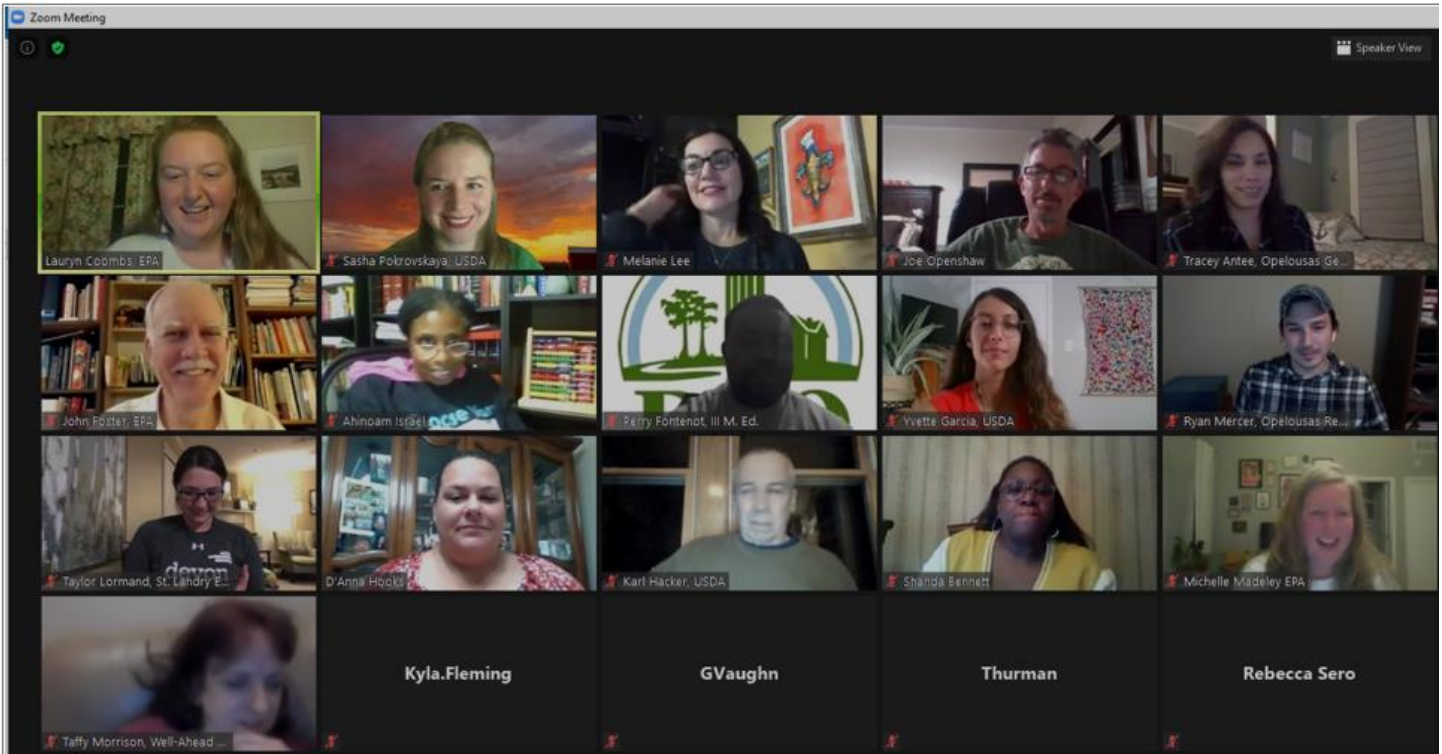 Zoom Meeting
Speaker View
Lauryn Coombs, EPA
Sasha Pokrovskaya, USDA
Melanie Lee
Joe Openshaw
Tracey Antee, Opelousas Ge...
John Foster, EPA
Ahinoam Israel
Perry Fontenot, III M. Ed.
Yvette Garcia, USDA
Ryan Mercer, Opelousas Re...
devon
Taylor Lormand, St. Landry E...
D'Anna Hooks
Karl Hacker, USDA
Shanda Bennett
Michelle Madeley EPA
Taffy Morrison, Well-Ahead ...
Kyla.Fleming
GVaughn
Thurman
Rebecca Sero